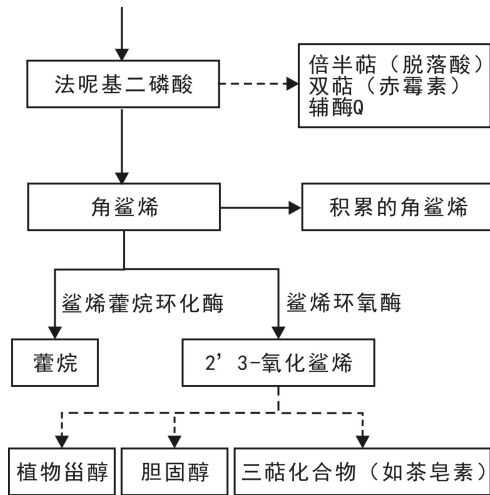 法呢基二磷酸
倍半萜（脱落酸）
双萜（赤霉素）
辅酶Q
角鲨烯
积累的角鲨烯
鲨烯藿烷环化酶
鲨烯环氧酶
藿烷
2’3-氧化鲨烯
植物甾醇
胆固醇
三萜化合物（如茶皂素）